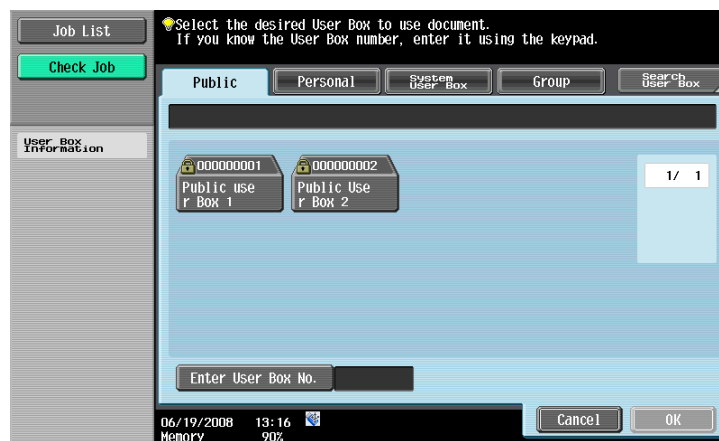 Job List
Check Job
User Box
Information
Select the desired User Box to use document.
If you know the User Box number, enter it using the keypad.
Public
Personal
System
User Box
Group
Search
User Box
000000001
Public use
r Box 1
000000002
Public Use
r Box 2
1/ 1
Enter User Box No.
06/19/2008 13:16
Memory 90%
Cancel
OK